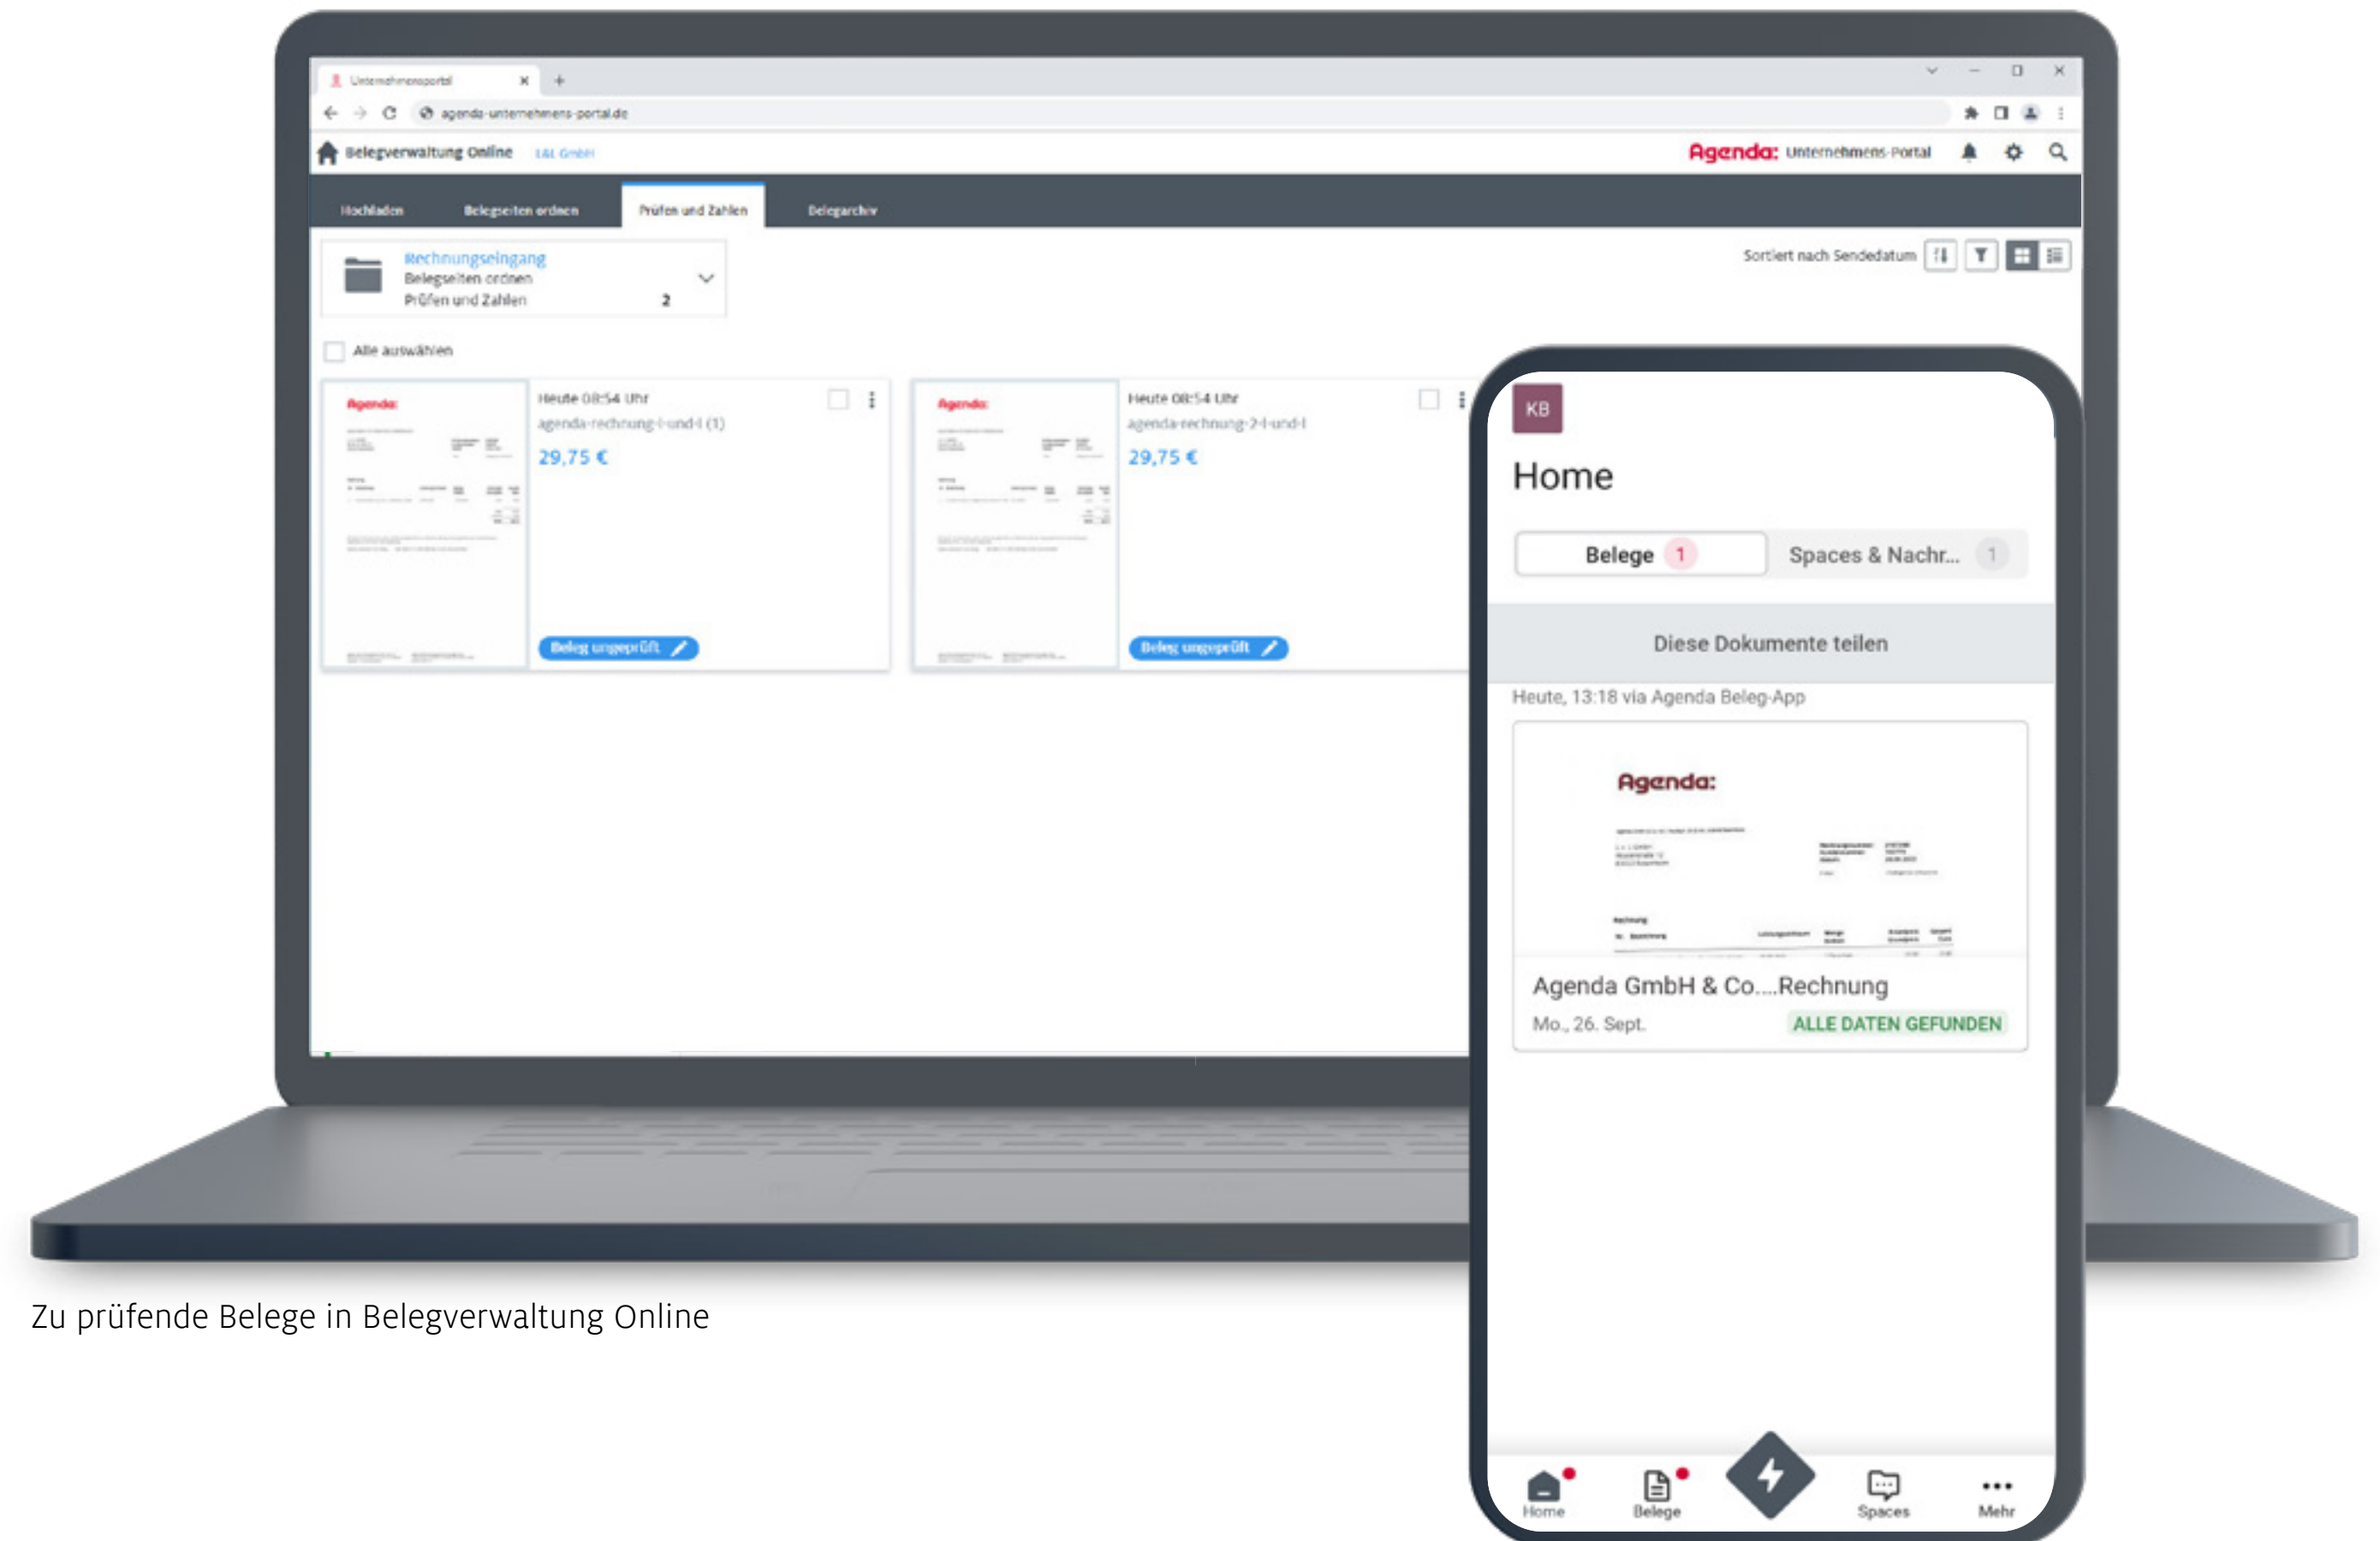 Unternehmensportal
agenda-unternehmens-portal.de
Belegverwaltung Online L&L GmbH
Agenda: Unternehmens-Portal
Hochladen Belegseiten ordnen Prüfen und Zahlen Belegarchiv
Rechnungseingang
Belegseiten ordnen
Prüfen und Zahlen 2
Sortiert nach Sendedatum
Alle auswählen
Agenda:
Heute 08:54 Uhr
agenda-rechnung-l-und-l (1)
29,75 €
Beleg ungeprüft
Agenda:
Heute 08:54 Uhr
agenda-rechnung-2-l-und-l
29,75 €
Beleg ungeprüft
KB
Home
Belege 1 Spaces & Nachr... 1
Diese Dokumente teilen
Heute, 13:18 via Agenda Beleg-App
Agenda:
Rechnung
Agenda GmbH & Co....Rechnung
Mo., 26. Sept. ALLE DATEN GEFUNDEN
Home Belege Spaces Mehr
Zu prüfende Belege in Belegverwaltung Online